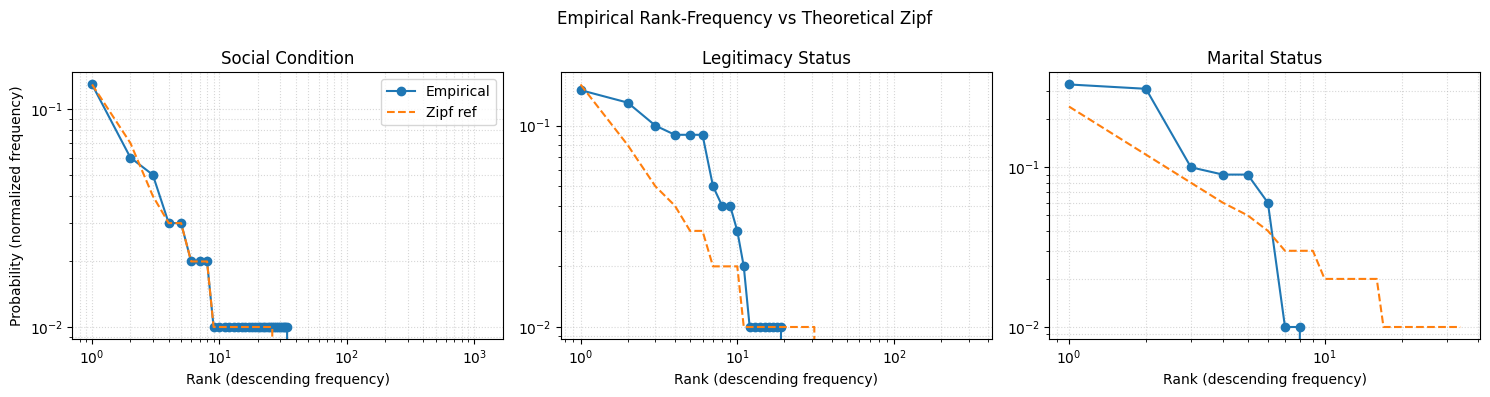 Empirical Rank-Frequency vs Theoretical Zipf
Social Condition
Legitimacy Status
Marital Status
Probability (normalized frequency)
10⁻¹
10⁻²
10⁰ 10¹ 10² 10³
Rank (descending frequency)
Empirical
Zipf ref
10⁻¹
10⁻²
10⁰ 10¹ 10²
Rank (descending frequency)
10⁻¹
10⁻²
10⁰ 10¹
Rank (descending frequency)